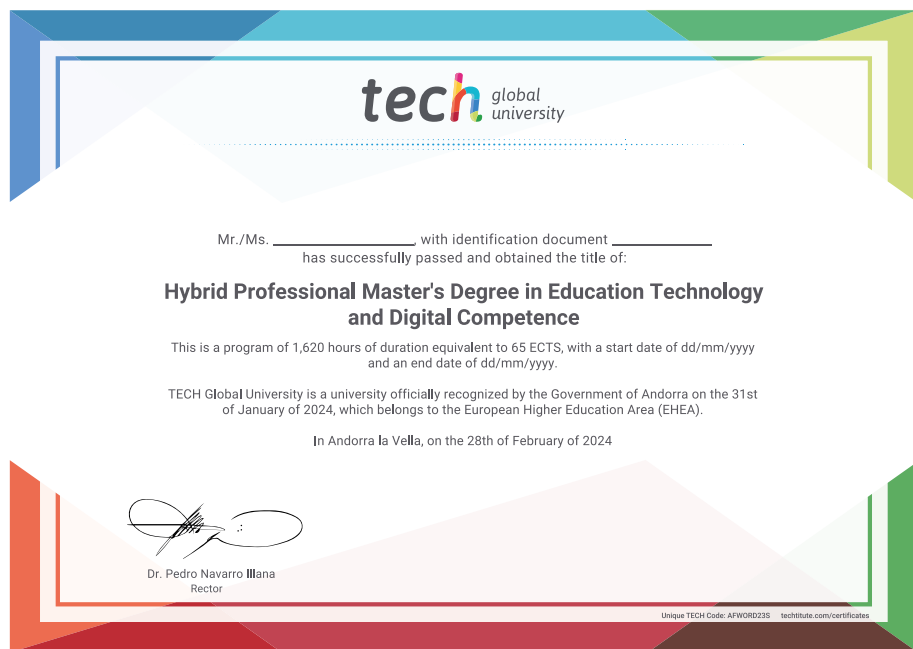 tech global
university
Mr./Ms. ____________________, with identification document ______________
has successfully passed and obtained the title of:
Hybrid Professional Master's Degree in Education Technology
and Digital Competence
This is a program of 1,620 hours of duration equivalent to 65 ECTS, with a start date of dd/mm/yyyy
and an end date of dd/mm/yyyy.
TECH Global University is a university officially recognized by the Government of Andorra on the 31st
of January of 2024, which belongs to the European Higher Education Area (EHEA).
In Andorra la Vella, on the 28th of February of 2024
Dr. Pedro Navarro Illana
Rector
Unique TECH Code: AFWORD23S techtitute.com/certificates